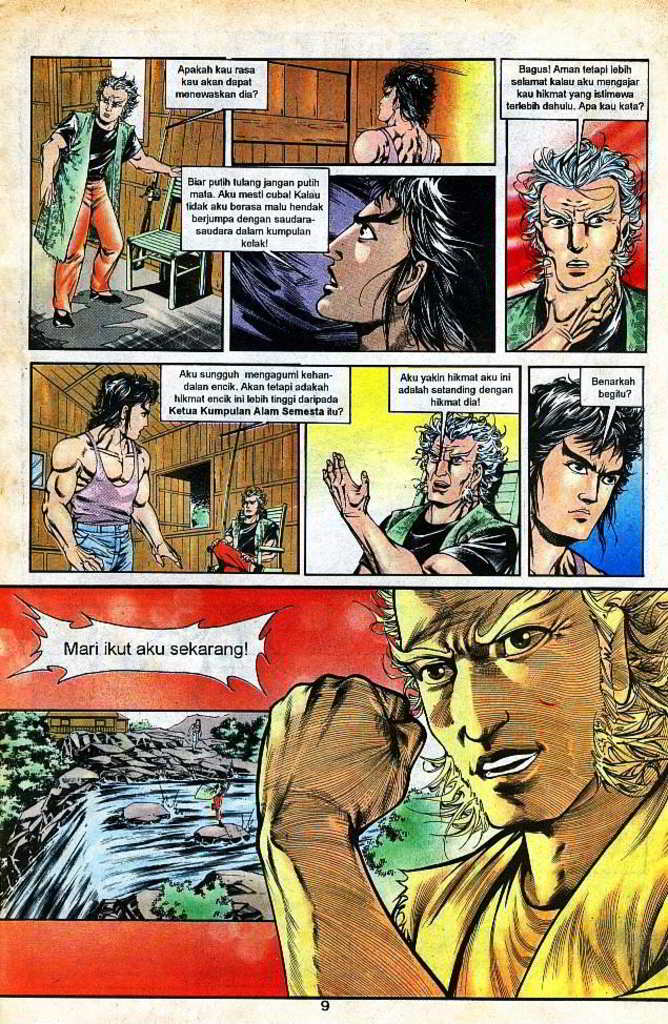 Apakah kau rasa
kau akan dapat
menewaskan dia?
Biar putih tulang jangan putih
mata. Aku mesti cuba! Kalau
tidak aku berasa malu hendak
berjumpa dengan saudara-
saudara dalam kumpulan
kelak!
Bagus! Aman tetapi lebih
selamat kalau aku mengajar
kau hikmat yang istimewa
terlebih dahulu. Apa kau kata?
Aku sungguh mengagumi kehan-
dalan encik. Akan tetapi adakah
hikmat encik ini lebih tinggi daripada
Ketua Kumpulan Alam Semesta itu?
Aku yakin hikmat aku ini
adalah setanding dengan
hikmat dia!
Benarkah
begitu?
Mari ikut aku sekarang!
9